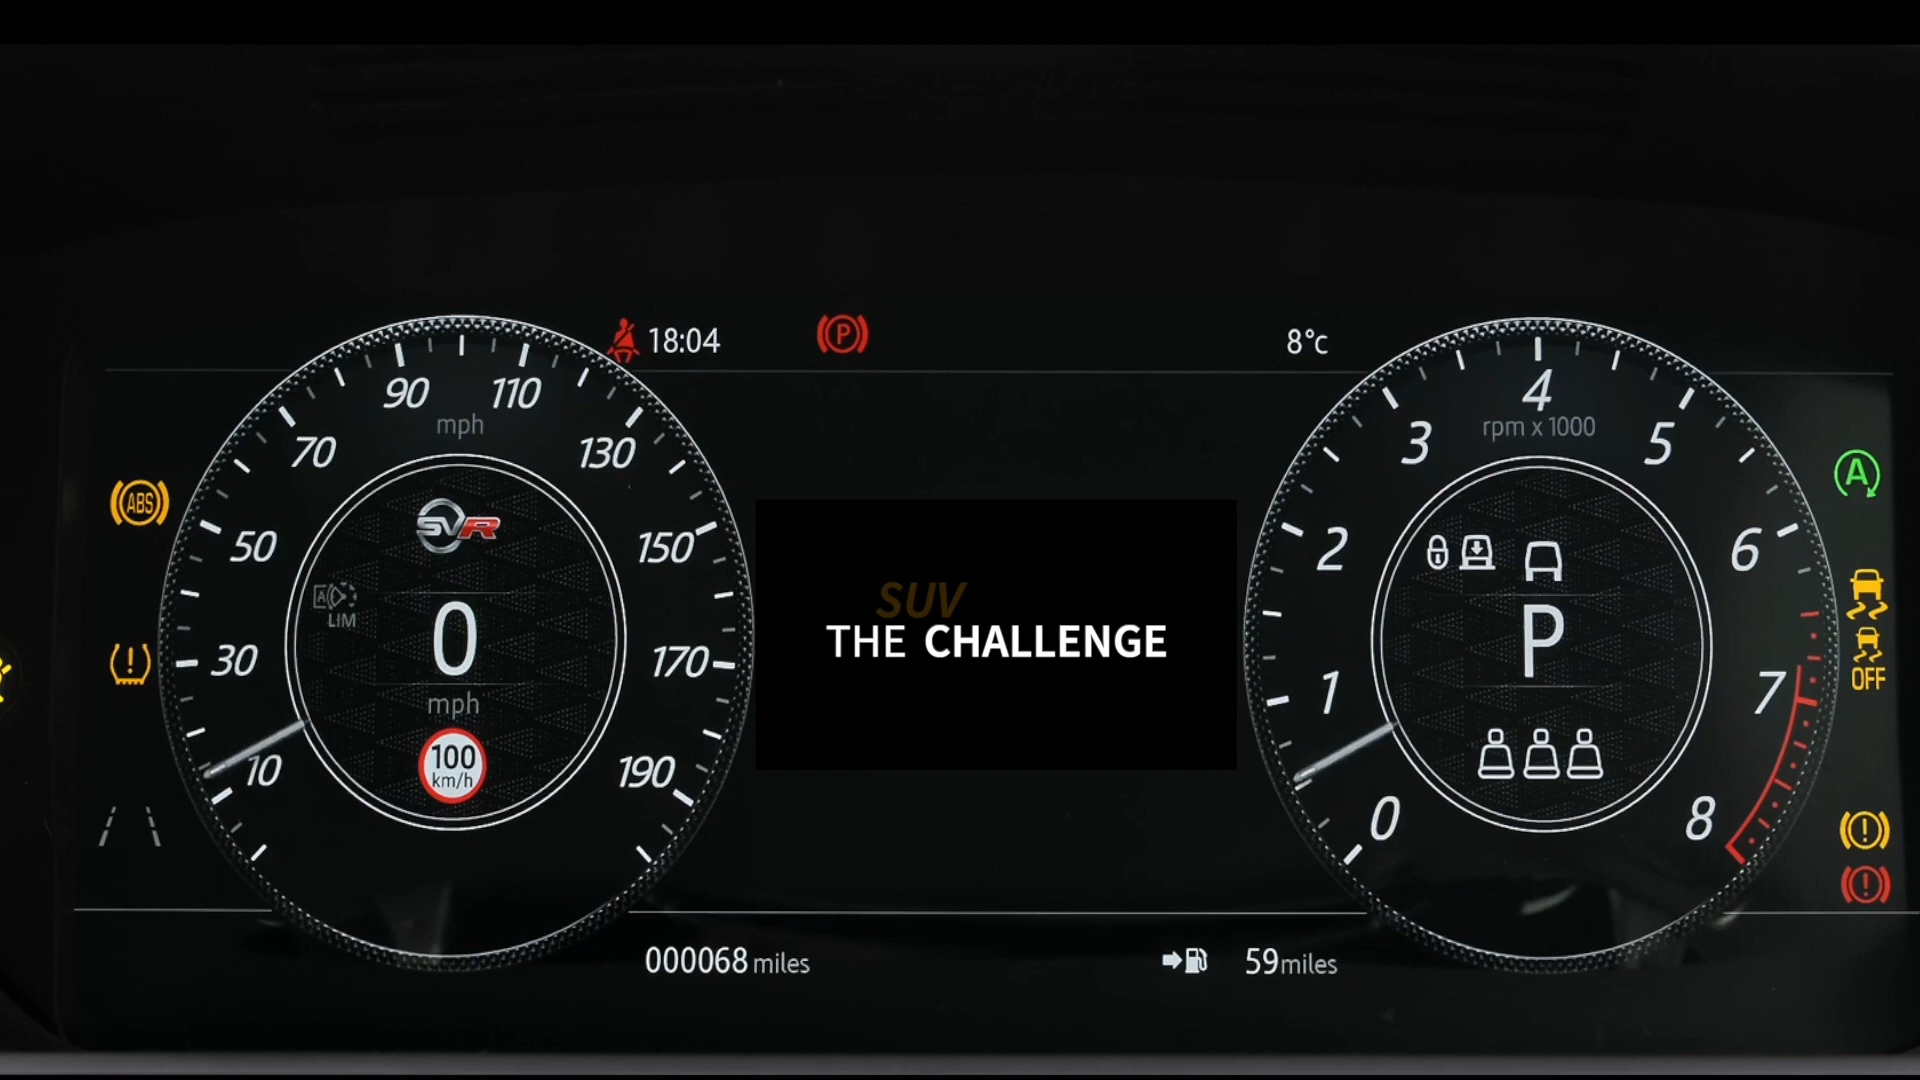 18:04
P
8°c
90
110
mph
70
130
50
150
30
170
10
190
SVR
A
LIM
0
mph
100
km/h
ABS
!
SUV
THE CHALLENGE
4
rpm x 1000
3
5
2
6
1
7
0
8
P
A
OFF
!
!
000068 miles
59 miles